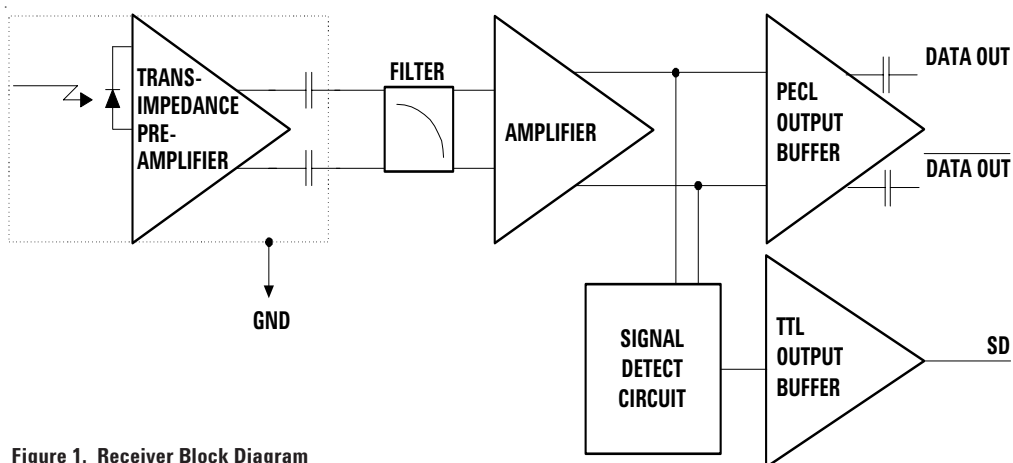 TRANS-
IMPEDANCE
PRE-
AMPLIFIER
FILTER
AMPLIFIER
PECL
OUTPUT
BUFFER
DATA OUT
DATA OUT
GND
SIGNAL
DETECT
CIRCUIT
TTL
OUTPUT
BUFFER
SD
Figure 1. Receiver Block Diagram